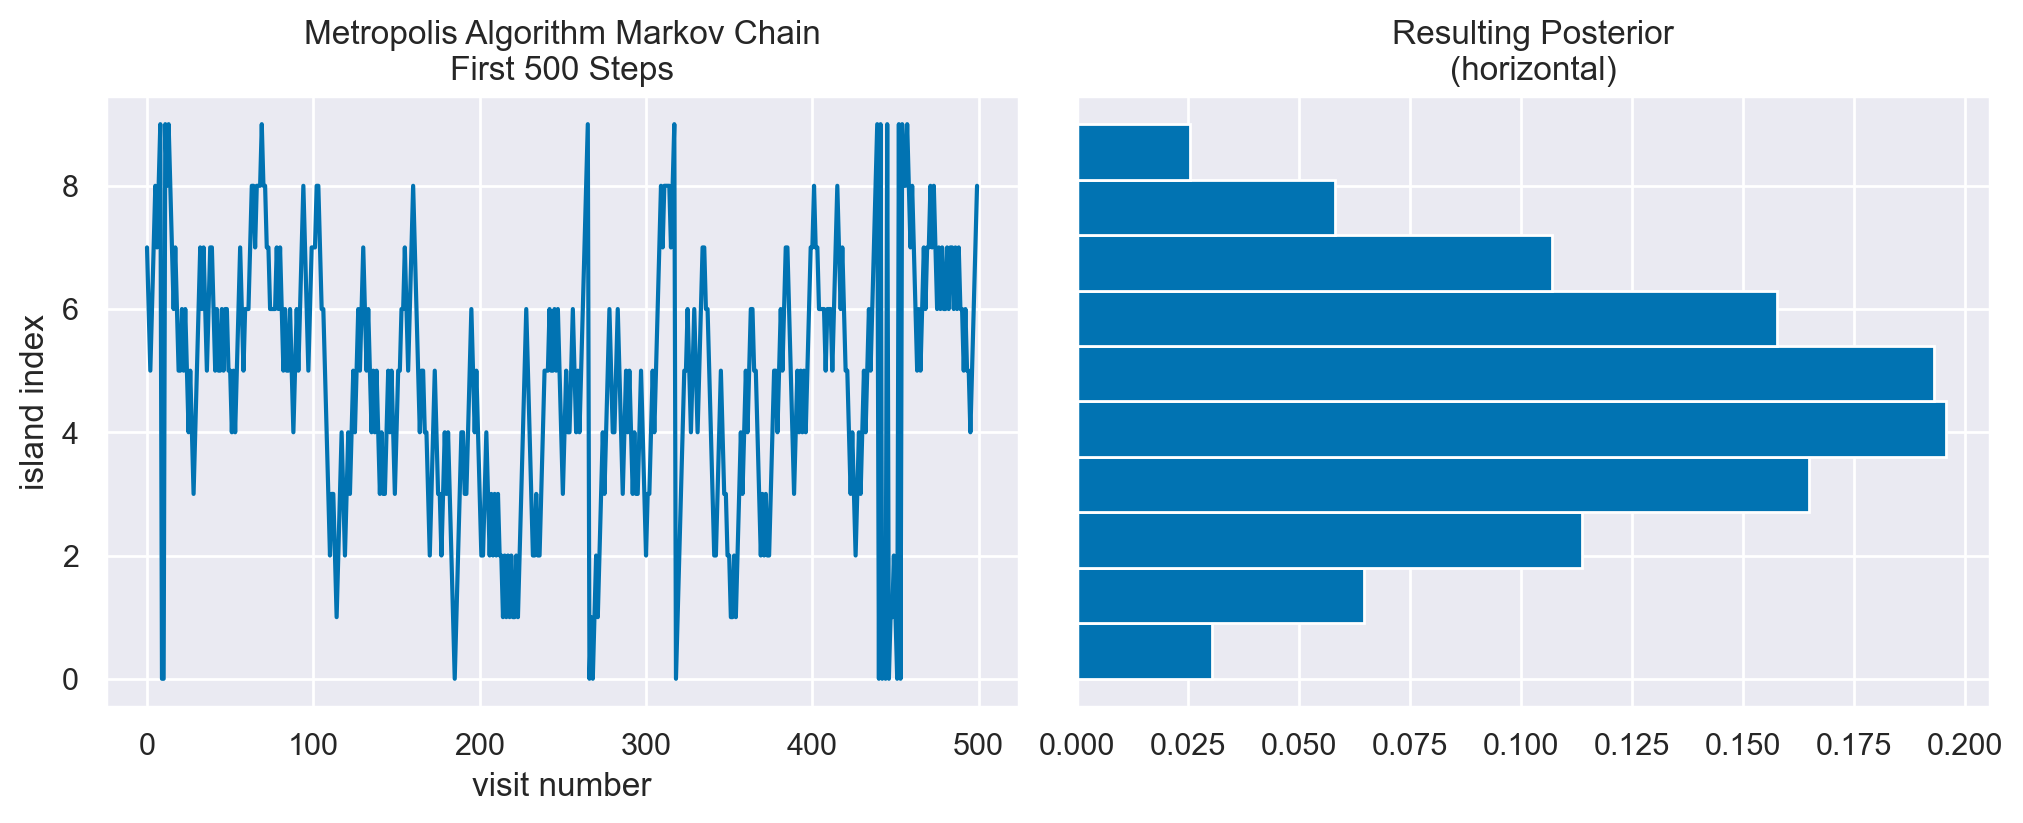 Metropolis Algorithm Markov Chain
First 500 Steps
8
6
4
2
0
island index
0 100 200 300 400 500
visit number
Resulting Posterior
(horizontal)
0.000 0.025 0.050 0.075 0.100 0.125 0.150 0.175 0.200